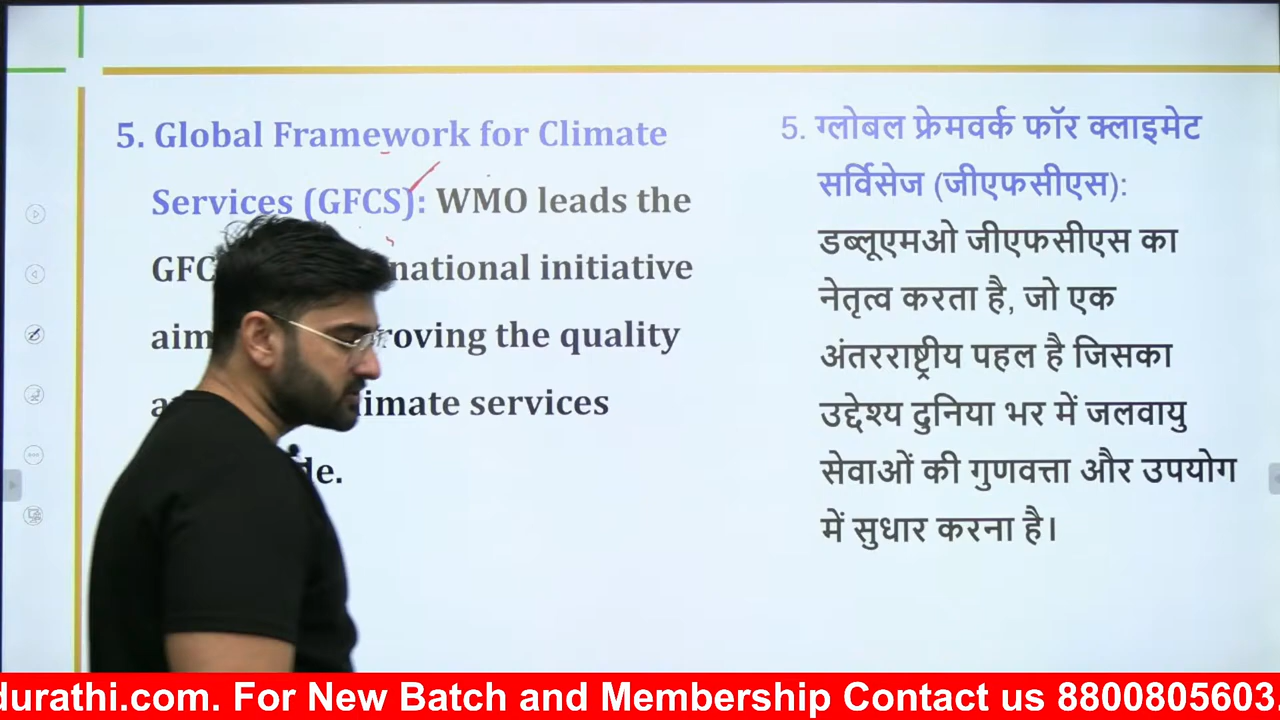 5. Global Framework for Climate
Services (GFCS): WMO leads the
GFC national initiative
aim roving the quality
a imate services
de.
5. ग्लोबल फ्रेमवर्क फॉर क्लाइमेट
सर्विसेज (जीएफसीएस):
डब्लूएमओ जीएफसीएस का
नेतृत्व करता है, जो एक
अंतरराष्ट्रीय पहल है जिसका
उद्देश्य दुनिया भर में जलवायु
सेवाओं की गुणवत्ता और उपयोग
में सुधार करना है।
durathi.com. For New Batch and Membership Contact us 8800805603.